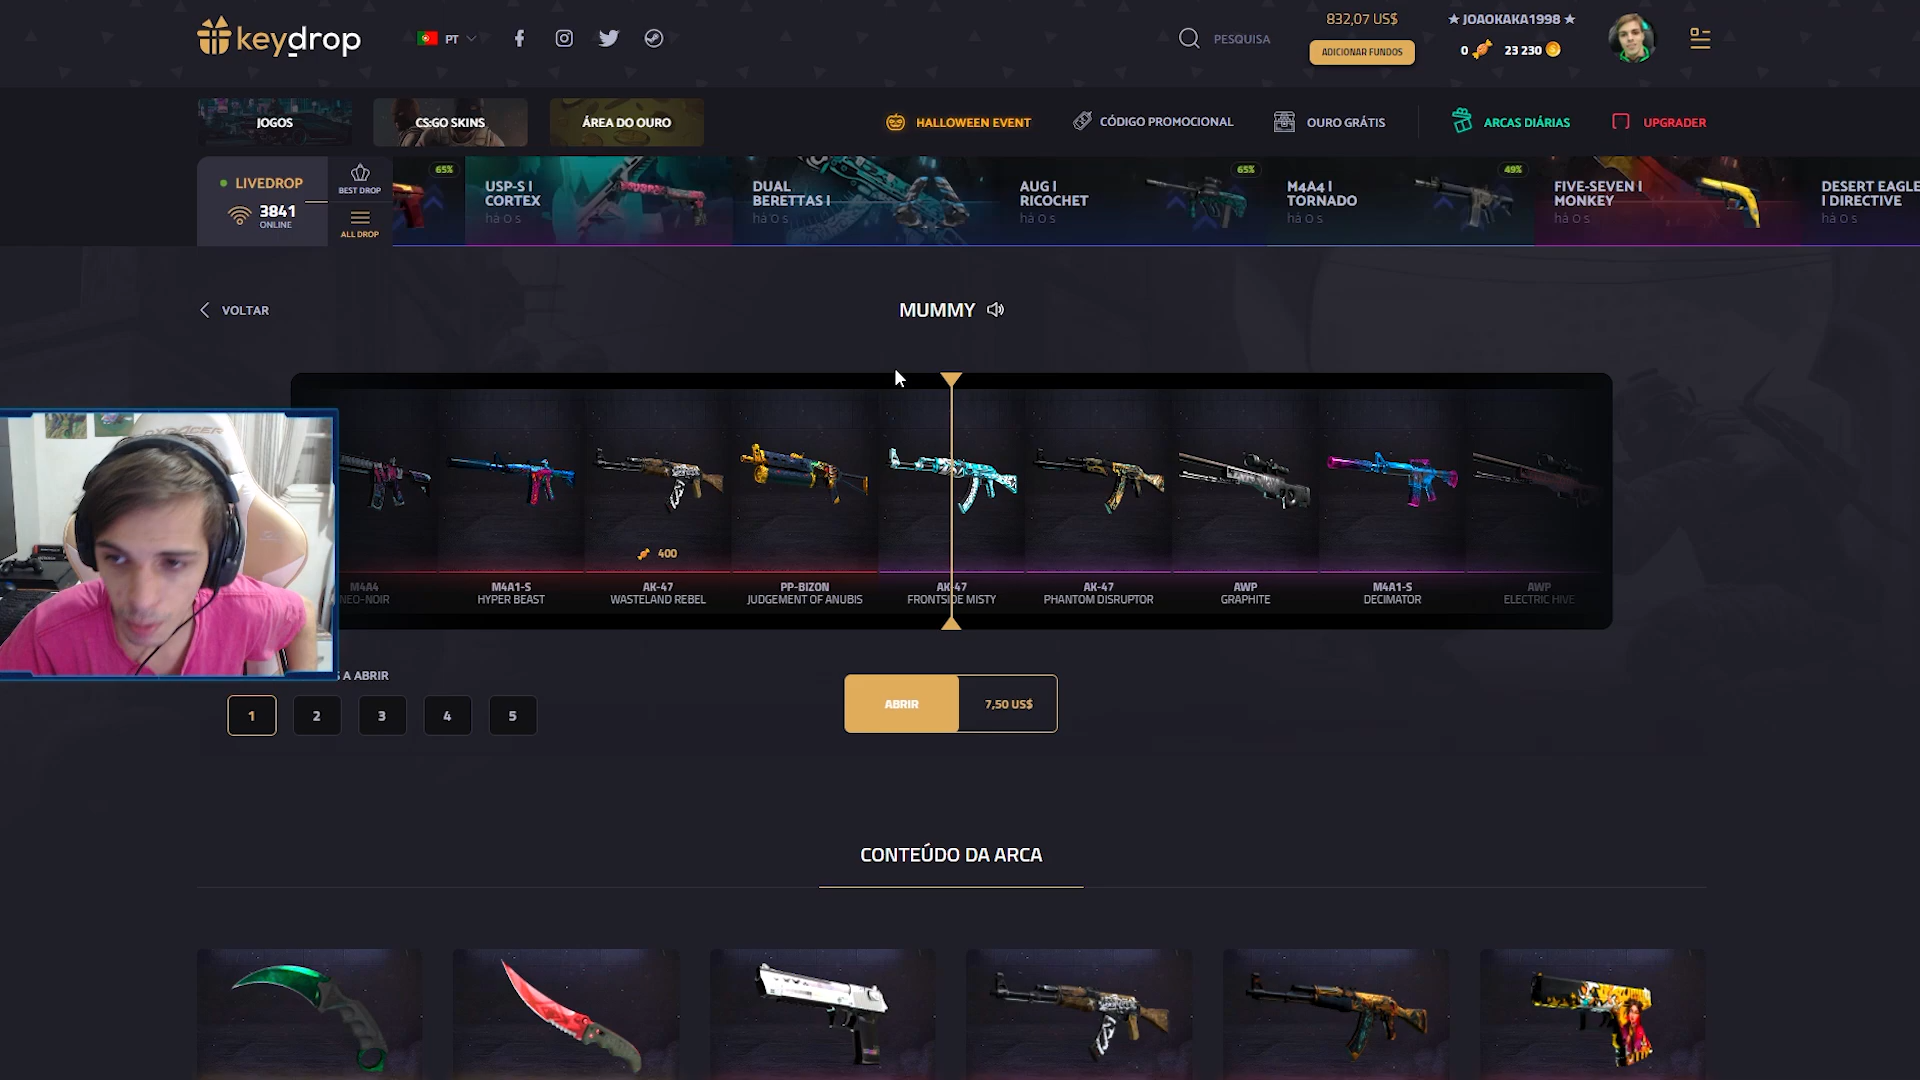 keydrop
PT
PESQUISA
832,07 US$
ADICIONAR FUNDOS
★ JOAOKAKA1998 ★
0
23 230
JOGOS
CS:GO SKINS
ÁREA DO OURO
HALLOWEEN EVENT
CÓDIGO PROMOCIONAL
OURO GRÁTIS
ARCAS DIÁRIAS
UPGRADER
LIVEDROP
3841
ONLINE
BEST DROP
ALL DROP
65%
USP-S |
CORTEX
há 0 s
DUAL
BERETTAS |
há 0 s
AUG |
RICOCHET
há 0 s
65%
M4A4 |
TORNADO
há 0 s
49%
FIVE-SEVEN |
MONKEY
há 0 s
DESERT EAGLE
| DIRECTIVE
VOLTAR
MUMMY
DXRACER
M4A4
NEO-NOIR
M4A1-S
HYPER BEAST
400
AK-47
WASTELAND REBEL
PP-BIZON
JUDGEMENT OF ANUBIS
AK-47
FRONTSIDE MISTY
AK-47
PHANTOM DISRUPTOR
AWP
GRAPHITE
M4A1-S
DECIMATOR
AWP
ELECTRIC HIVE
S A ABRIR
1
2
3
4
5
ABRIR
7,50 US$
CONTEÚDO DA ARCA